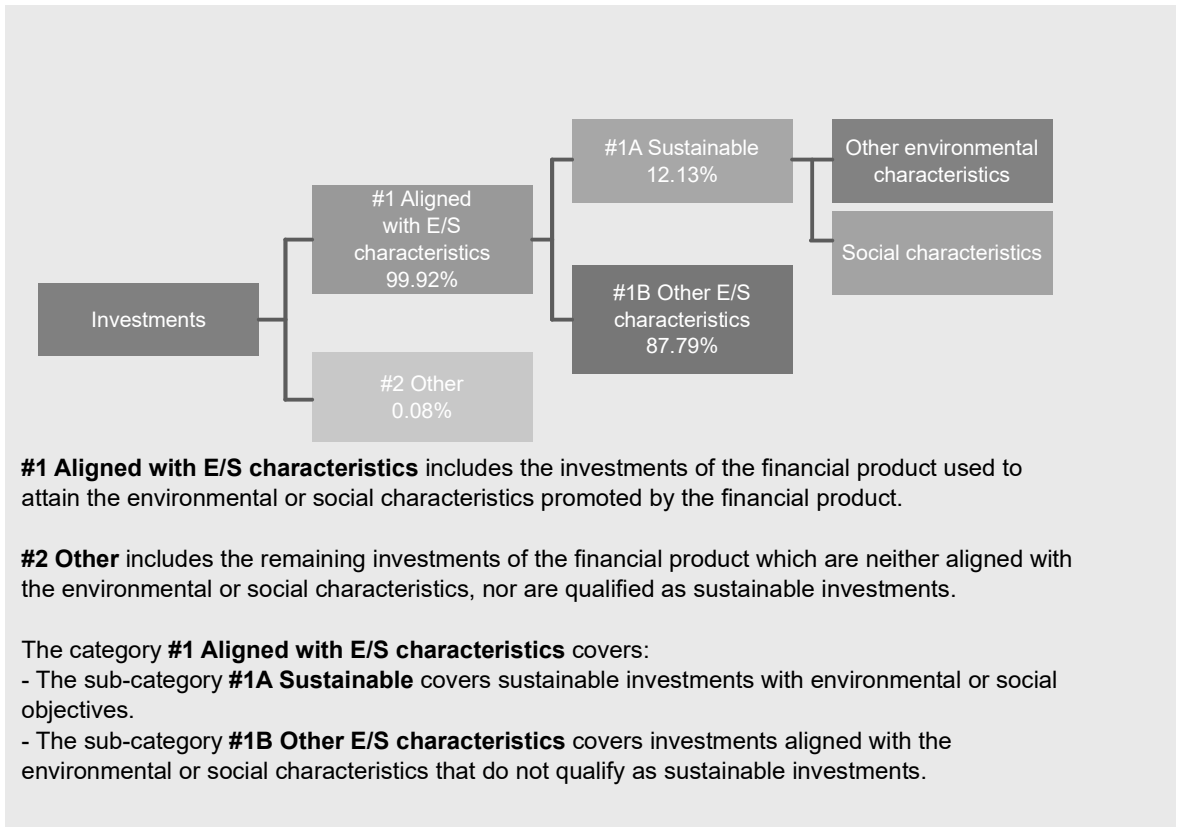 #1A Sustainable
12.13%
Other environmental
characteristics
#1 Aligned
with E/S
characteristics
99.92%
Social characteristics
Investments
#1B Other E/S
characteristics
87.79%
#2 Other
0.08%
#1 Aligned with E/S characteristics includes the investments of the financial product used to
attain the environmental or social characteristics promoted by the financial product.
#2 Other includes the remaining investments of the financial product which are neither aligned with
the environmental or social characteristics, nor are qualified as sustainable investments.
The category #1 Aligned with E/S characteristics covers:
- The sub-category #1A Sustainable covers sustainable investments with environmental or social
objectives.
- The sub-category #1B Other E/S characteristics covers investments aligned with the
environmental or social characteristics that do not qualify as sustainable investments.